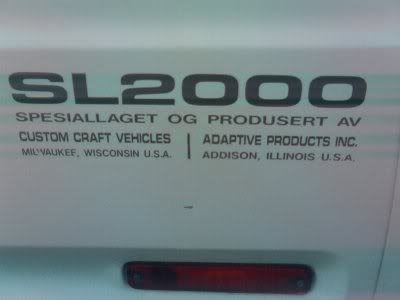 SL2000
SPESIALLAGET OG PRODUSERT AV
CUSTOM CRAFT VEHICLES
MILWAUKEE, WISCONSIN U.S.A.
ADAPTIVE PRODUCTS INC.
ADDISON, ILLINOIS U.S.A.